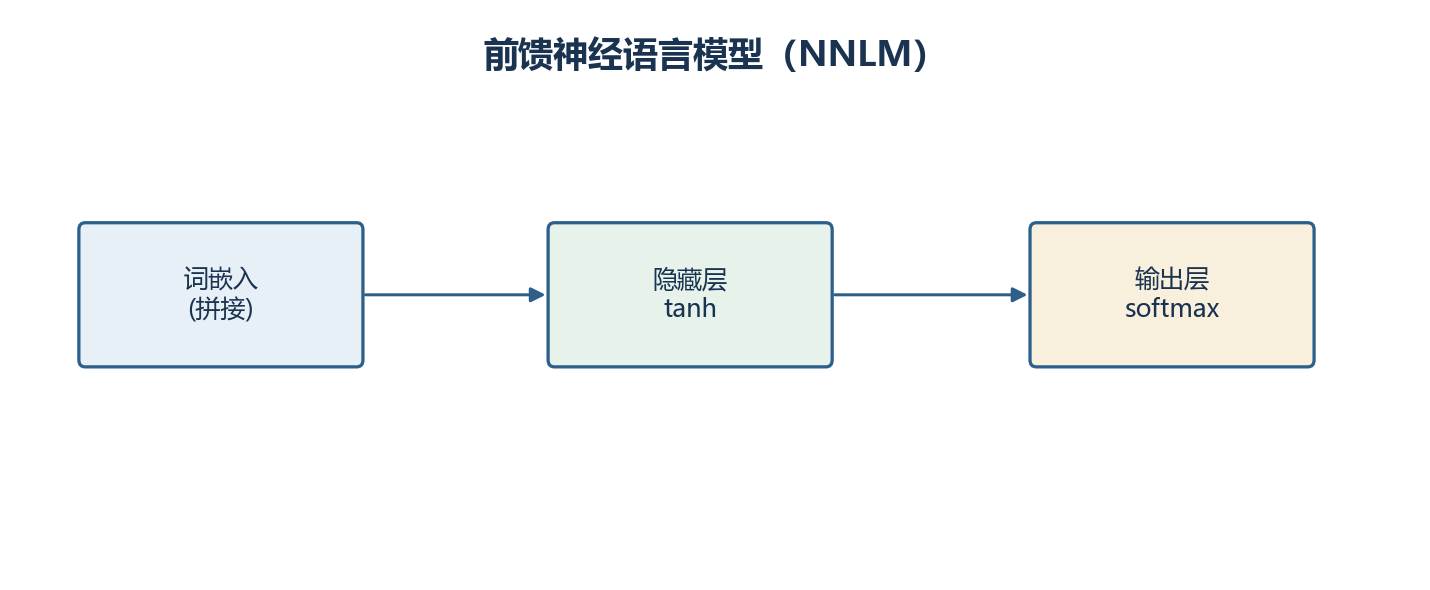 前馈神经语言模型（NNLM）
词嵌入
(拼接)
隐藏层
tanh
输出层
softmax